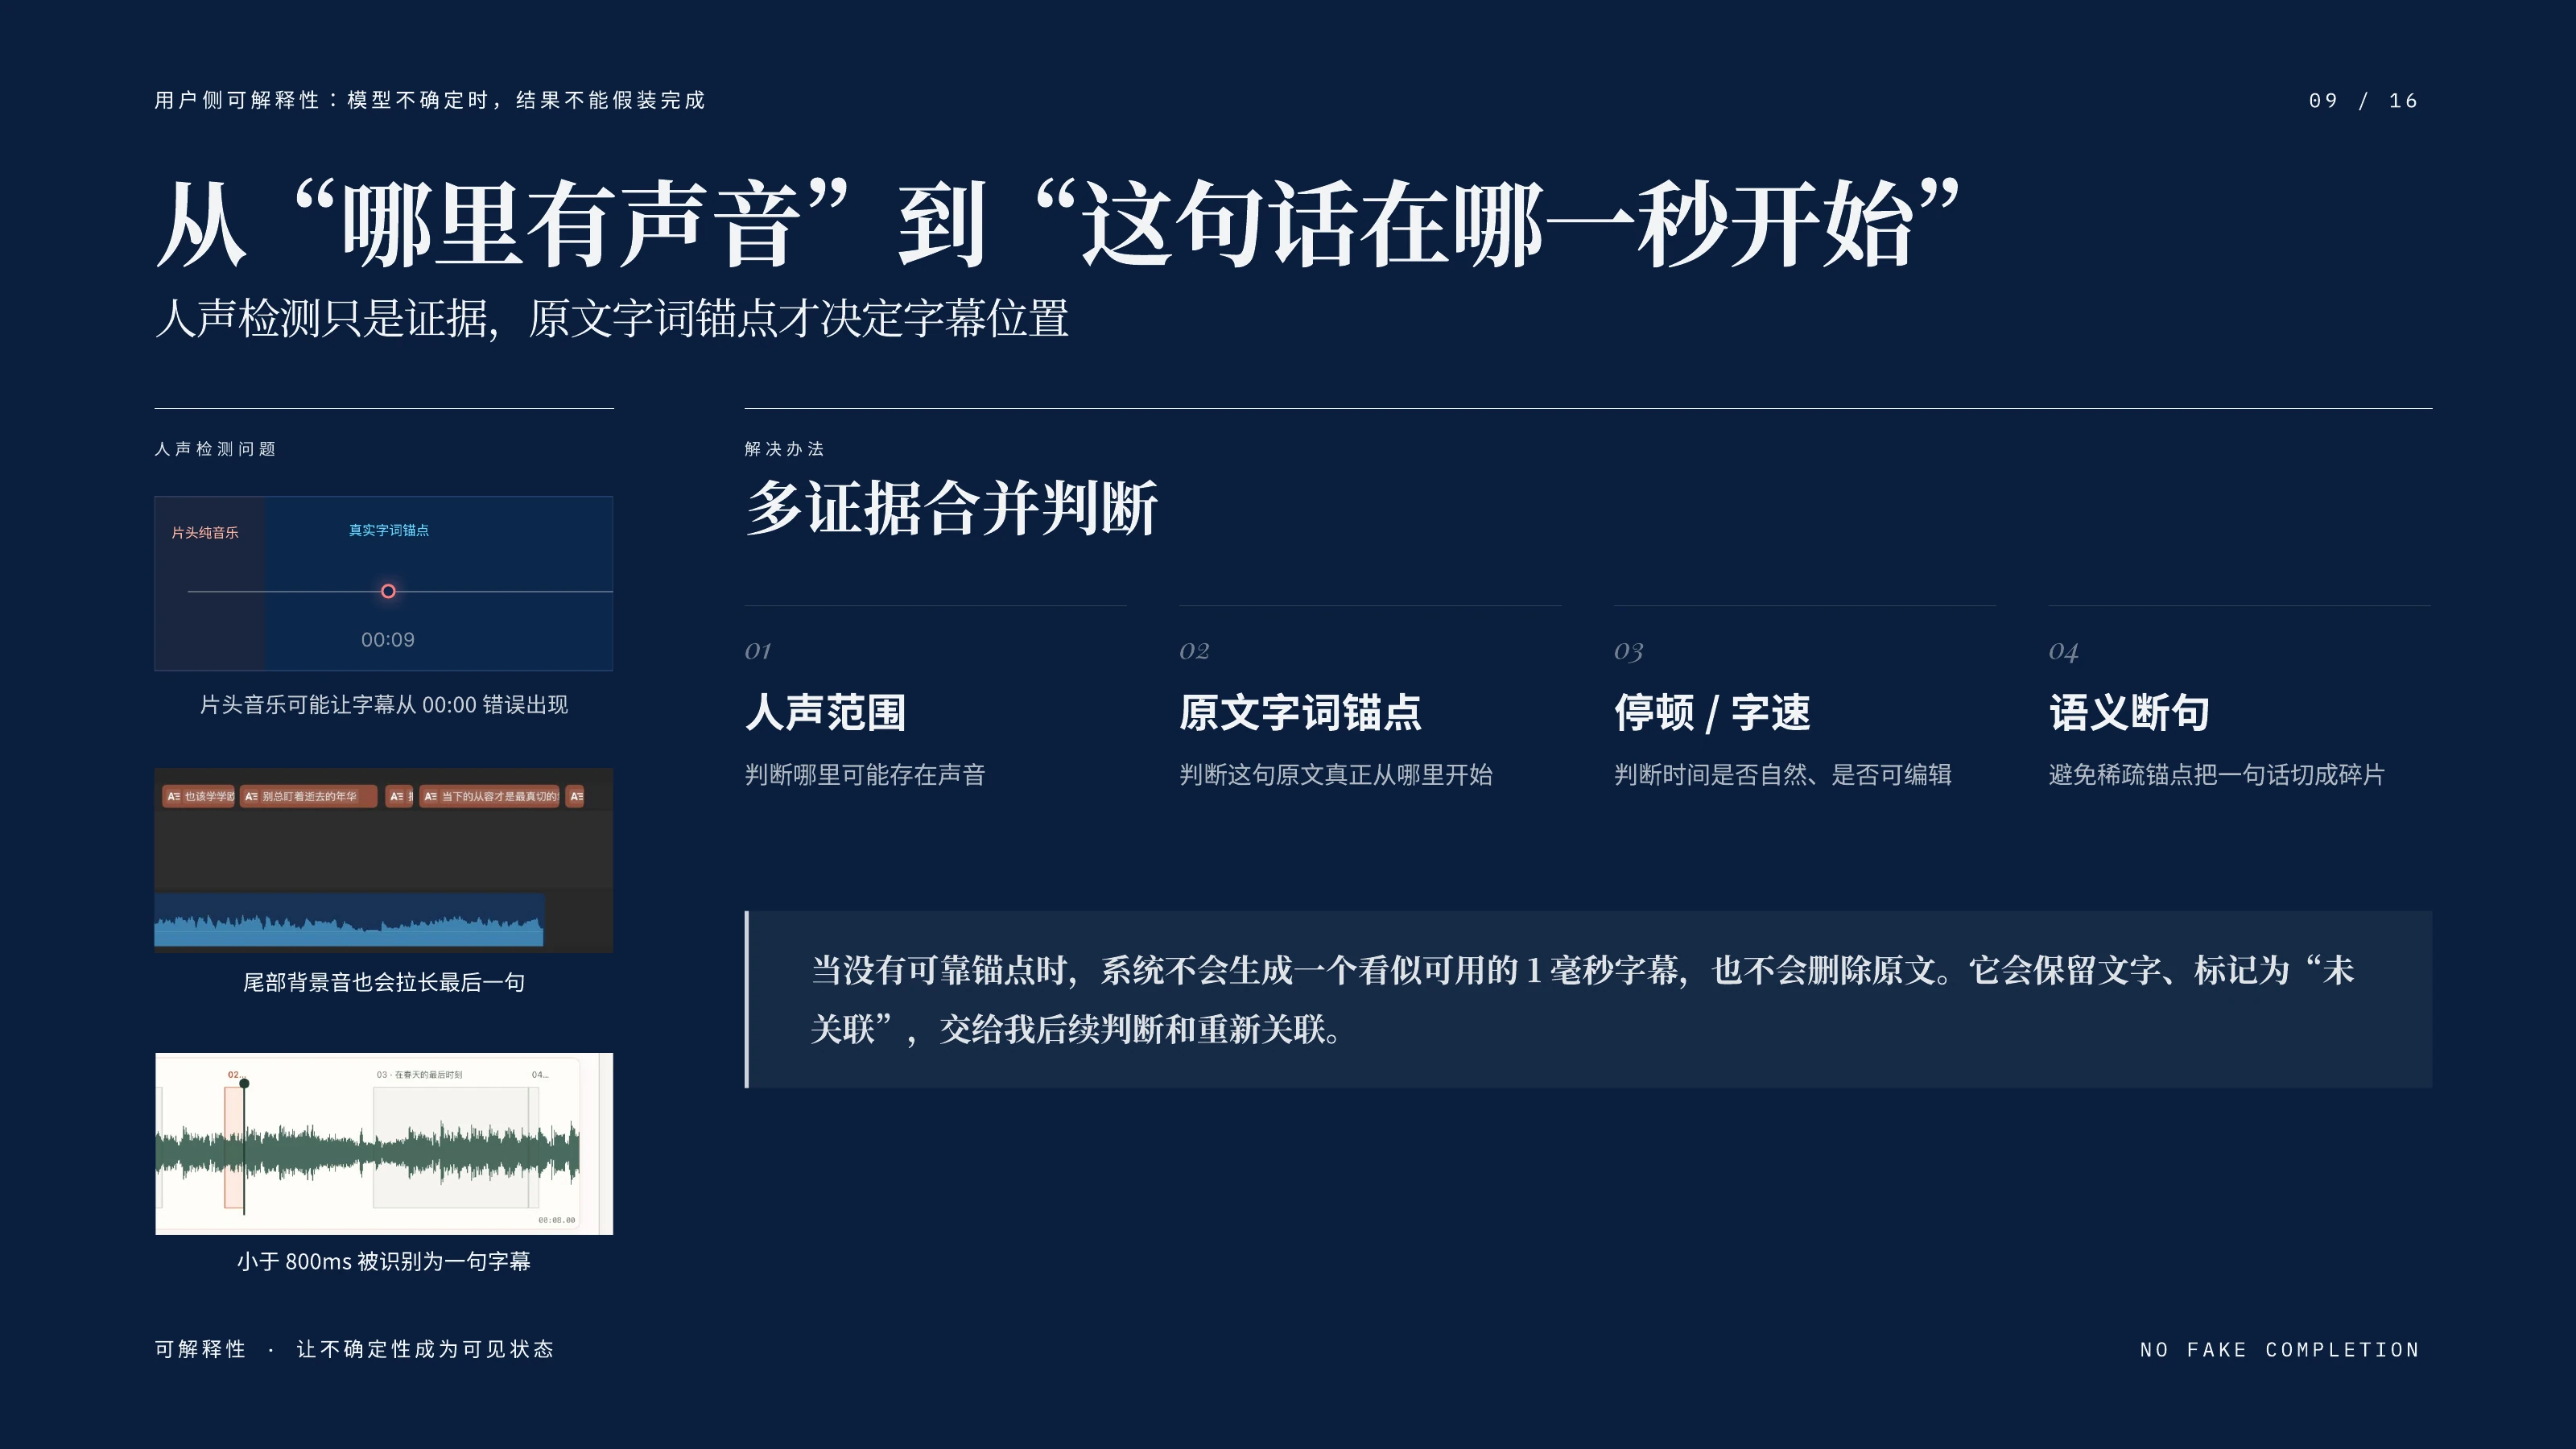 用户侧可解释性：模型不确定时，结果不能假装完成
09 / 16
从“哪里有声音”到“这句话在哪一秒开始”
人声检测只是证据，原文字词锚点才决定字幕位置
人声检测问题
片头纯音乐
真实字词锚点
00:09
片头音乐可能让字幕从 00:00 错误出现
也该学学
别总盯着逝去的年华
当下的从容才是最真切的
尾部背景音也会拉长最后一句
02...
03 · 在春天的最后时刻
04...
00:08.00
小于 800ms 被识别为一句字幕
解决办法
多证据合并判断
01
人声范围
判断哪里可能存在声音
02
原文字词锚点
判断这句原文真正从哪里开始
03
停顿 / 字速
判断时间是否自然、是否可编辑
04
语义断句
避免稀疏锚点把一句话切成碎片
当没有可靠锚点时，系统不会生成一个看似可用的 1 毫秒字幕，也不会删除原文。它会保留文字、标记为“未
关联”，交给我后续判断和重新关联。
可解释性 · 让不确定性成为可见状态
NO FAKE COMPLETION